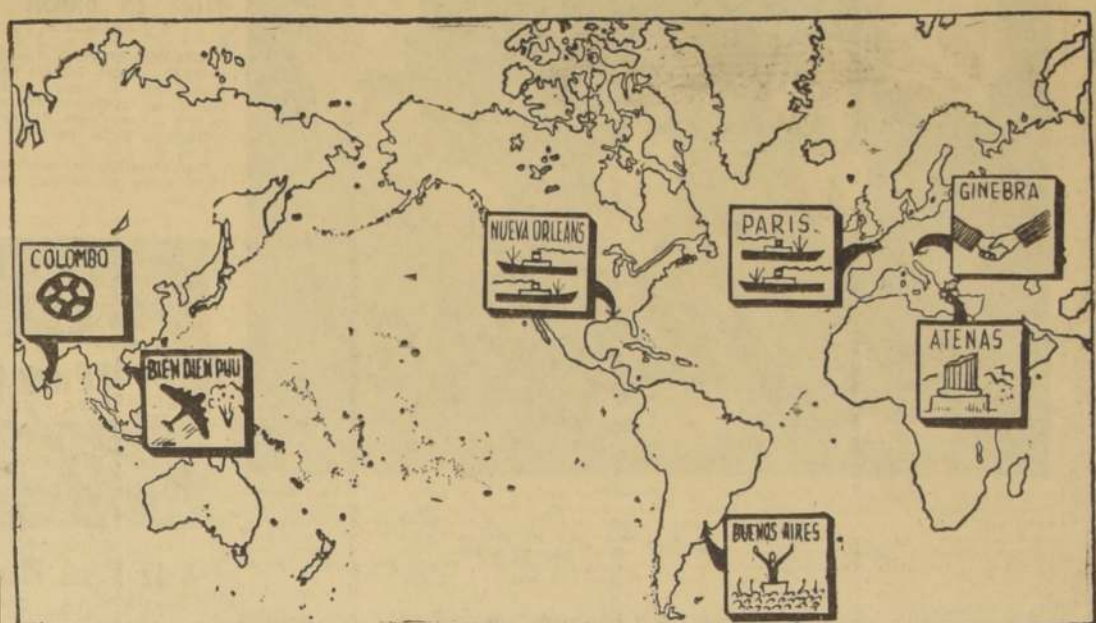 GINEBRA
NUEVA ORLEANS
PARIS.
COLOMBO
ATENAS
BIEN DIEN PHU
BUENOS AIRES